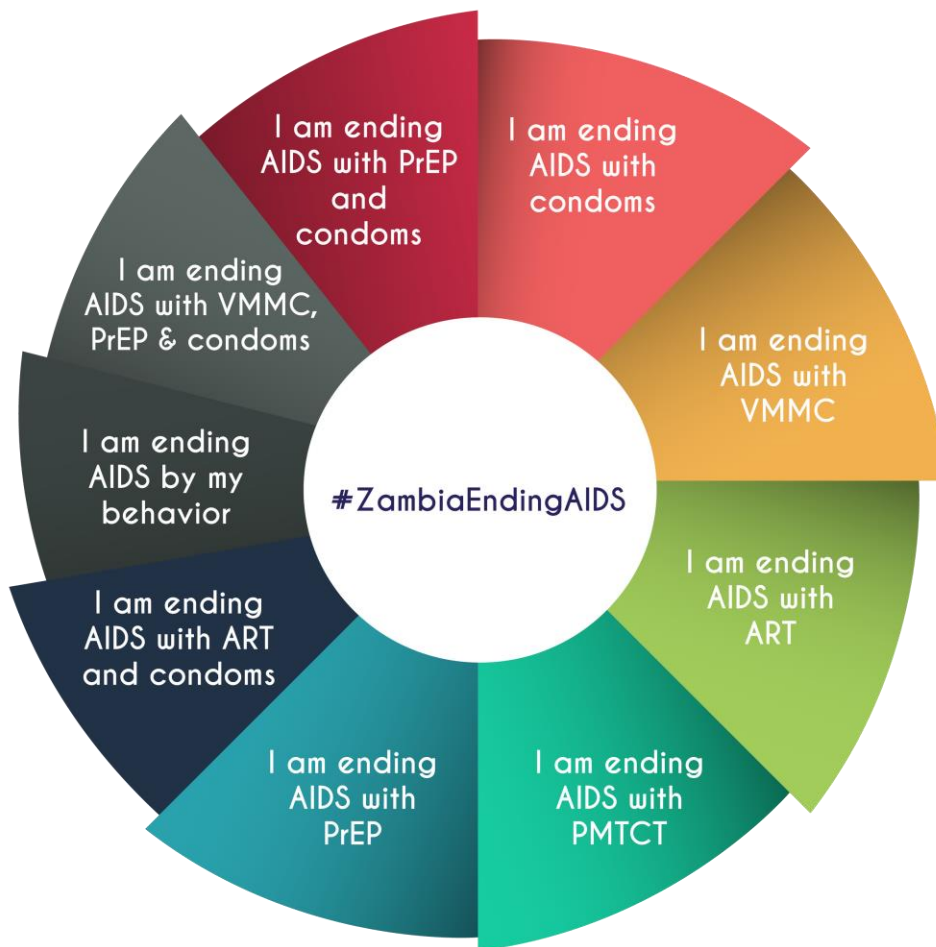 I am ending
AIDS with PrEP
and
condoms
I am ending
AIDS with
condoms
I am ending
AIDS with
VMMC
I am ending
AIDS with
ART
I am ending
AIDS with
PMTCT
I am ending
AIDS with
PrEP
I am ending
AIDS with ART
and condoms
I am ending
AIDS by my
behavior
I am ending
AIDS with VMMC,
PrEP & condoms
#ZambiaEndingAIDS